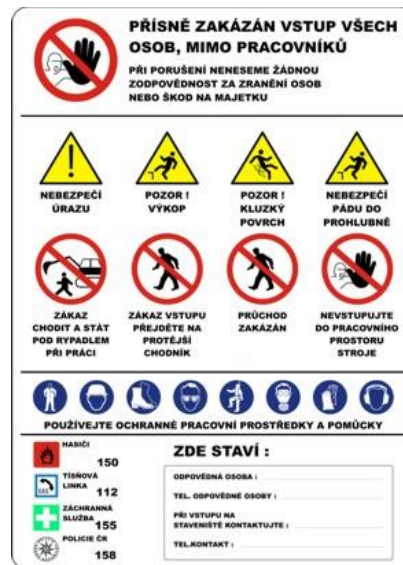 PŘÍSNĚ ZAKÁZÁN VSTUP VŠECH
OSOB, MIMO PRACOVNÍKŮ
PŘI PORUŠENÍ NENESEME ŽÁDNOU
ZODPOVĚDNOST ZA ZRANĚNÍ OSOB
NEBO ŠKOD NA MAJETKU
NEBEZPEČÍ
ÚRAZU
POZOR !
VÝKOP
POZOR !
KLUZKÝ
POVRCH
NEBEZPEČÍ
PÁDU DO
PROHLUBNĚ
ZÁKAZ
CHODIT A STÁT
POD RYPADLEM
PŘI PRÁCI
ZÁKAZ VSTUPU
PŘEJDĚTE NA
PROTĚJŠÍ
CHODNÍK
PRŮCHOD
ZAKÁZÁN
NEVSTUPUJTE
DO PRACOVNÍHO
PROSTORU
STROJE
POUŽÍVEJTE OCHRANNÉ PRACOVNÍ PROSTŘEDKY A POMŮCKY
HASIČI
150
TÍSŇOVÁ
LINKA
112
SOS
ZÁCHRANNÁ
SLUŽBA
155
POLICIE ČR
158
ZDE STAVÍ :
ODPOVĚDNÁ OSOBA :
TEL. ODPOVĚDNÉ OSOBY :
PŘI VSTUPU NA
STAVENIŠTĚ KONTAKTUJTE :
TEL.KONTAKT :